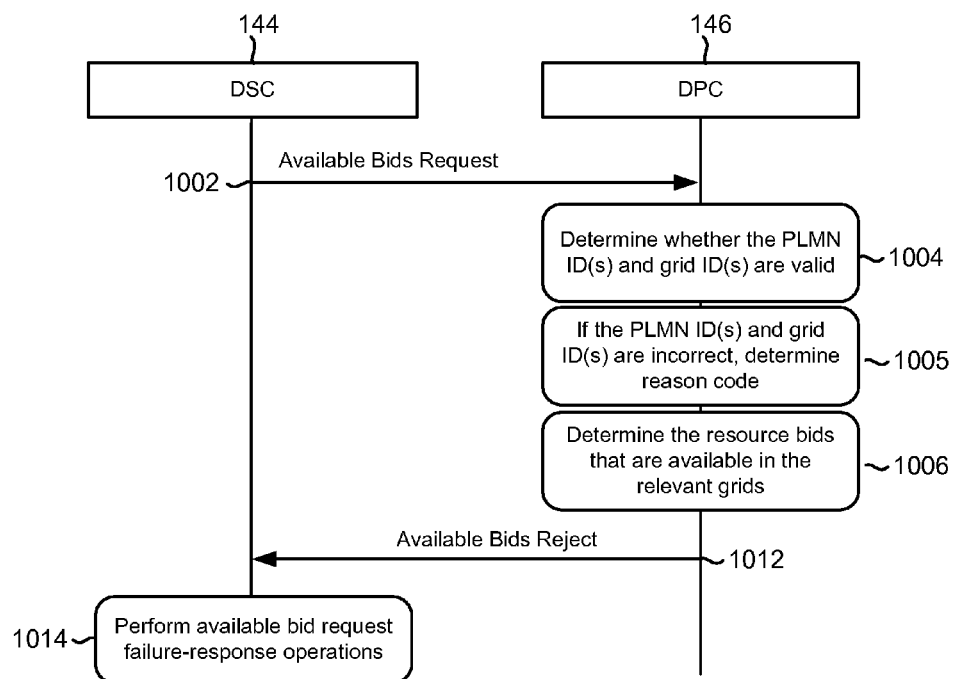 144
146
DSC
DPC
Available Bids Request
1002
Determine whether the PLMN
ID(s) and grid ID(s) are valid
1004
If the PLMN ID(s) and grid
ID(s) are incorrect, determine
reason code
1005
Determine the resource bids
that are available in the
relevant grids
1006
Available Bids Reject
1012
1014
Perform available bid request
failure-response operations